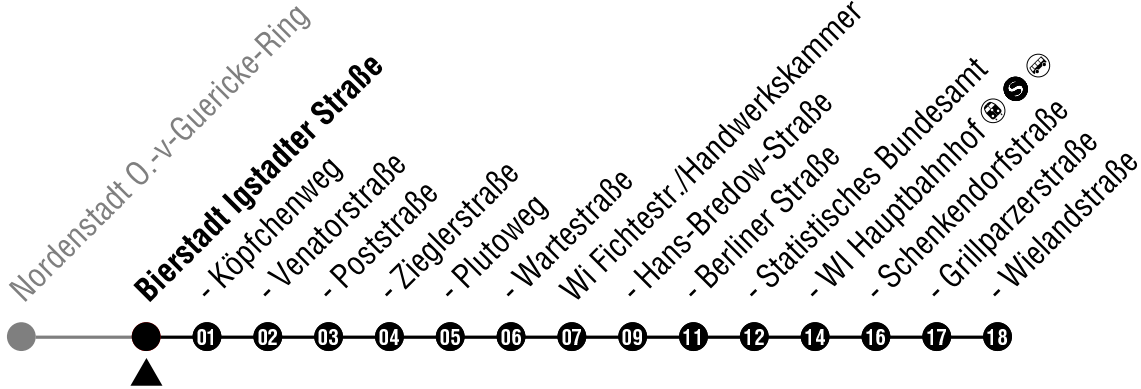 Nordenstadt O.-v-Guericke-Ring
Bierstadt Igstadter Straße
- Köpfchenweg
- Venatorstraße
- Poststraße
- Zieglerstraße
- Plutoweg
- Wartestraße
Wi Fichtestr./Handwerkskammer
- Hans-Bredow-Straße
- Berliner Straße
- Statistisches Bundesamt
- WI Hauptbahnhof S
- Schenkendorfstraße
- Grillparzerstraße
- Wielandstraße
01 02 03 04 05 06 07 09 11 12 14 16 17 18